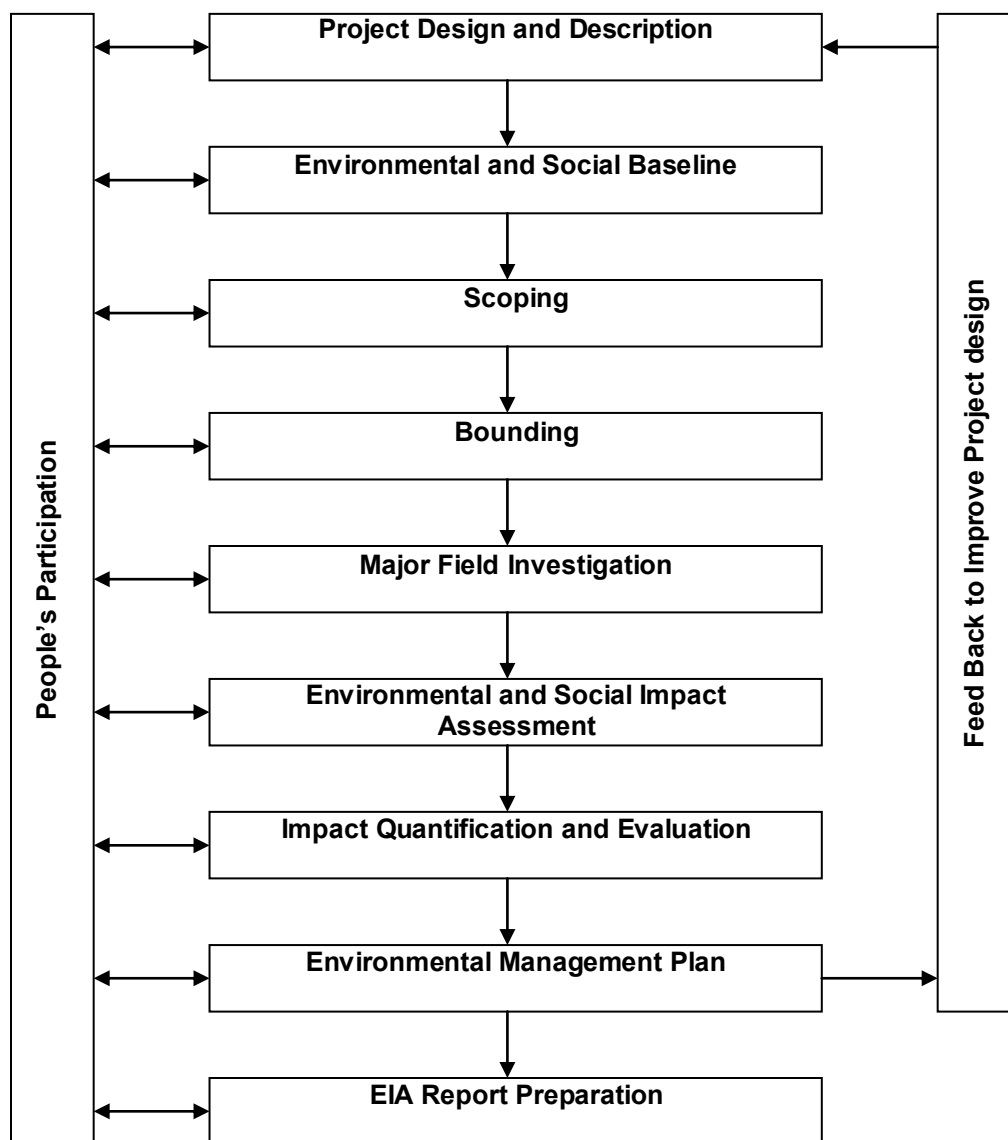 Project Design and Description
Environmental and Social Baseline
Scoping
Bounding
Major Field Investigation
Environmental and Social Impact
Assessment
Impact Quantification and Evaluation
Environmental Management Plan
EIA Report Preparation
People’s Participation
Feed Back to Improve Project design